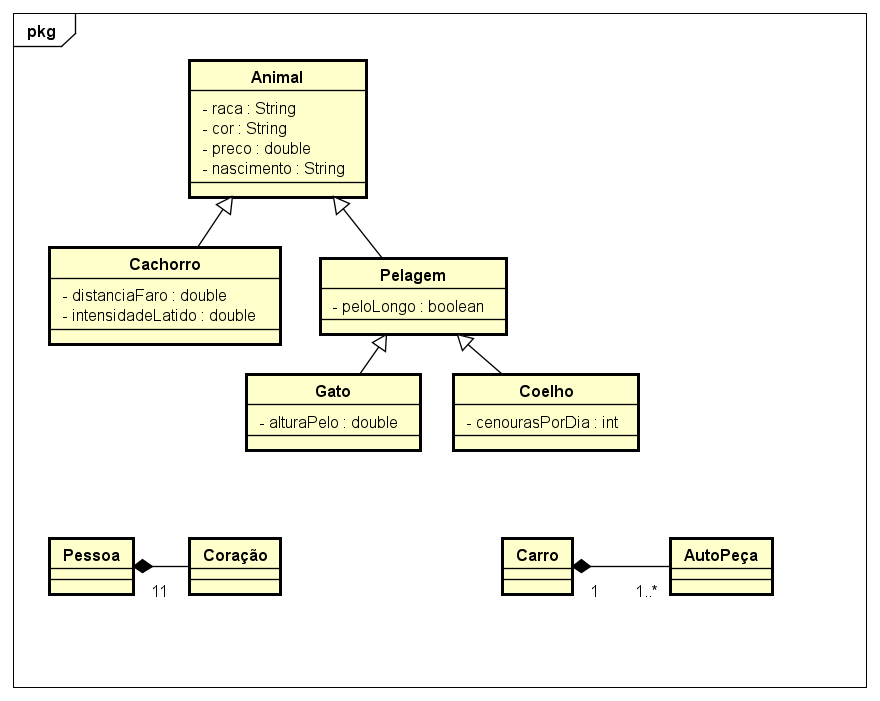 pkg
Animal
- raca : String
- cor : String
- preco : double
- nascimento : String
Cachorro
- distanciaFaro : double
- intensidadeLatido : double
Pelagem
- peloLongo : boolean
Gato
- alturaPelo : double
Coelho
- cenourasPorDia : int
Pessoa
Coração
11
Carro
AutoPeça
1
1..*